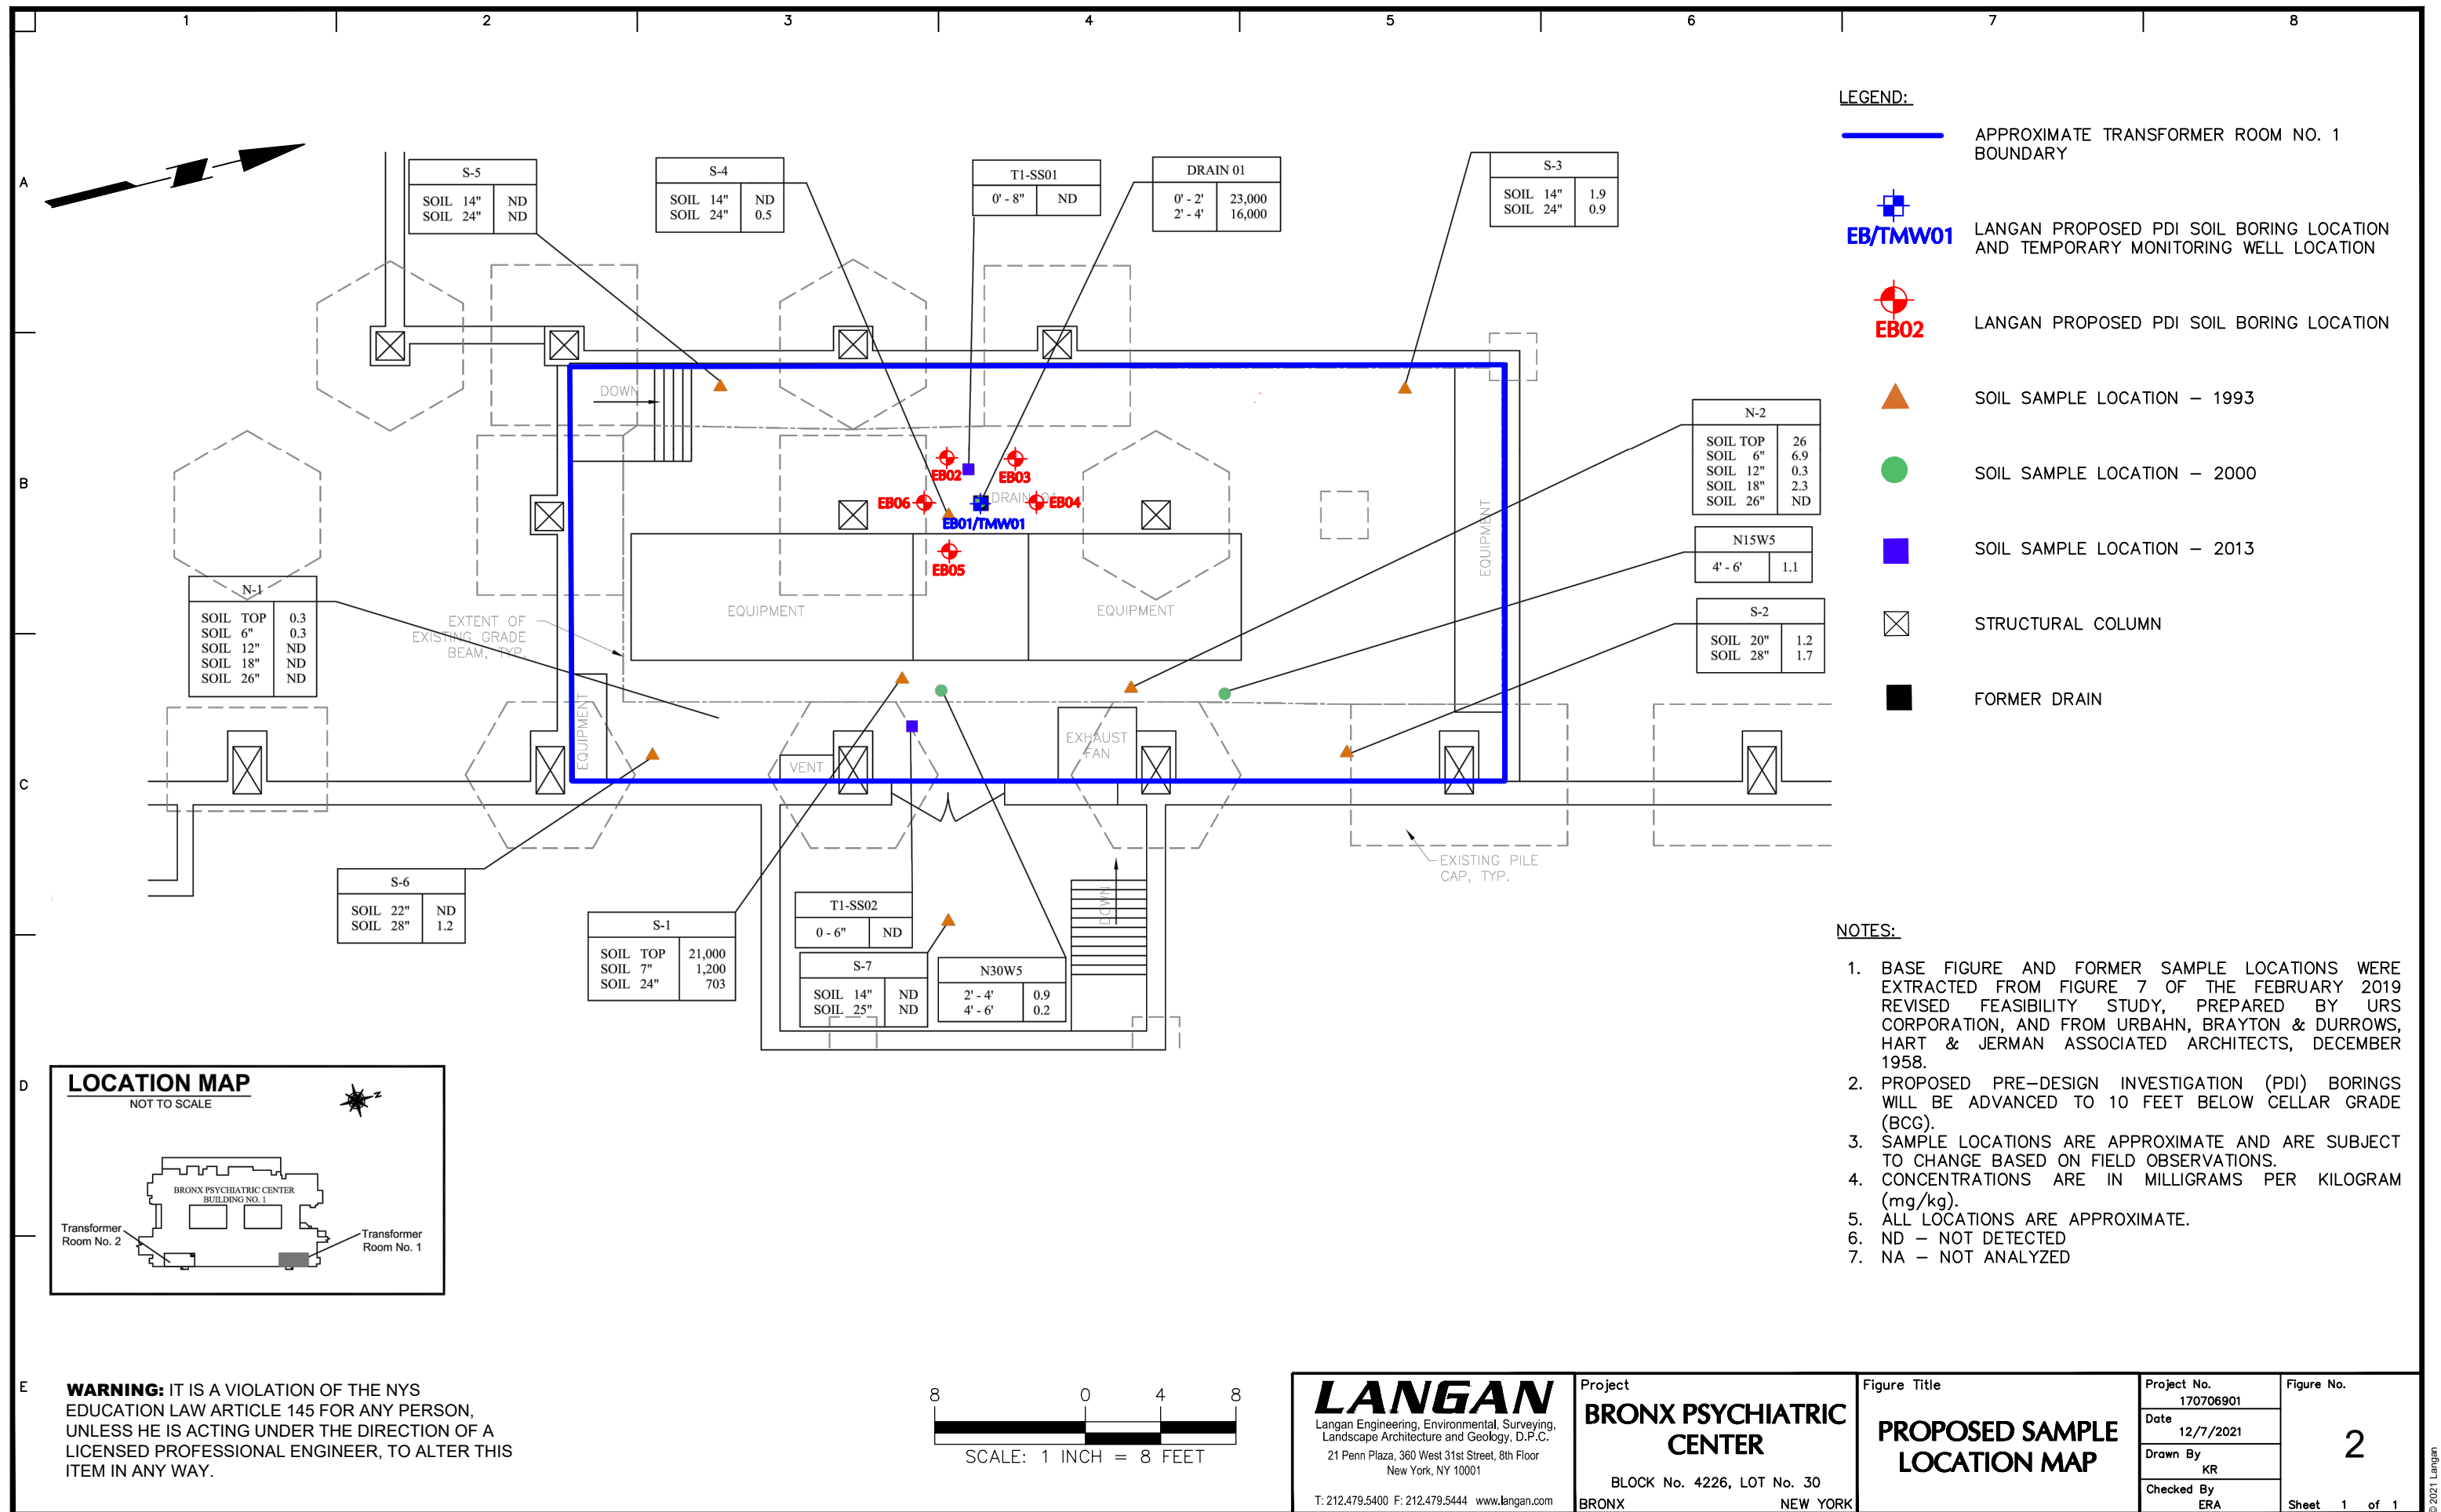 1 2 3 4 5 6 7 8
A
B
C
D
E
LEGEND:
APPROXIMATE TRANSFORMER ROOM NO. 1
BOUNDARY
EB/TMW01
LANGAN PROPOSED PDI SOIL BORING LOCATION
AND TEMPORARY MONITORING WELL LOCATION
EB02
LANGAN PROPOSED PDI SOIL BORING LOCATION
SOIL SAMPLE LOCATION – 1993
SOIL SAMPLE LOCATION – 2000
SOIL SAMPLE LOCATION – 2013
STRUCTURAL COLUMN
FORMER DRAIN
S-5
SOIL 14" ND
SOIL 24" ND
S-4
SOIL 14" ND
SOIL 24" 0.5
T1-SS01
0' - 8" ND
DRAIN 01
0' - 2' 23,000
2' - 4' 16,000
S-3
SOIL 14" 1.9
SOIL 24" 0.9
N-2
SOIL TOP 26
SOIL 6" 6.9
SOIL 12" 0.3
SOIL 18" 2.3
SOIL 26" ND
N15W5
4' - 6' 1.1
S-2
SOIL 20" 1.2
SOIL 28" 1.7
N-1
SOIL TOP 0.3
SOIL 6" 0.3
SOIL 12" ND
SOIL 18" ND
SOIL 26" ND
S-6
SOIL 22" ND
SOIL 28" 1.2
S-1
SOIL TOP 21,000
SOIL 7" 1,200
SOIL 24" 703
T1-SS02
0 - 6" ND
S-7
SOIL 14" ND
SOIL 25" ND
N30W5
2' - 4' 0.9
4' - 6' 0.2
DOWN
EB02
EB03
EB06
DRAIN 01
EB04
EB01/TMW01
EB05
EQUIPMENT
EQUIPMENT
EQUIPMENT
EQUIPMENT
EXTENT OF
EXISTING GRADE
BEAM, TYP.
VENT
EXHAUST
FAN
DOWN
EXISTING PILE
CAP, TYP.
NOTES:
1. BASE FIGURE AND FORMER SAMPLE LOCATIONS WERE
EXTRACTED FROM FIGURE 7 OF THE FEBRUARY 2019
REVISED FEASIBILITY STUDY, PREPARED BY URS
CORPORATION, AND FROM URBAHN, BRAYTON & DURROWS,
HART & JERMAN ASSOCIATED ARCHITECTS, DECEMBER
1958.
2. PROPOSED PRE–DESIGN INVESTIGATION (PDI) BORINGS
WILL BE ADVANCED TO 10 FEET BELOW CELLAR GRADE
(BCG).
3. SAMPLE LOCATIONS ARE APPROXIMATE AND ARE SUBJECT
TO CHANGE BASED ON FIELD OBSERVATIONS.
4. CONCENTRATIONS ARE IN MILLIGRAMS PER KILOGRAM
(mg/kg).
5. ALL LOCATIONS ARE APPROXIMATE.
6. ND – NOT DETECTED
7. NA – NOT ANALYZED
LOCATION MAP
NOT TO SCALE
Z
BRONX PSYCHIATRIC CENTER
BUILDING NO. 1
Transformer
Room No. 2
Transformer
Room No. 1
WARNING: IT IS A VIOLATION OF THE NYS
EDUCATION LAW ARTICLE 145 FOR ANY PERSON,
UNLESS HE IS ACTING UNDER THE DIRECTION OF A
LICENSED PROFESSIONAL ENGINEER, TO ALTER THIS
ITEM IN ANY WAY.
8 0 4 8
SCALE: 1 INCH = 8 FEET
LANGAN
Langan Engineering, Environmental, Surveying,
Landscape Architecture and Geology, D.P.C.
21 Penn Plaza, 360 West 31st Street, 8th Floor
New York, NY 10001
T: 212.479.5400 F: 212.479.5444 www.langan.com
Project
BRONX PSYCHIATRIC
CENTER
BLOCK No. 4226, LOT No. 30
BRONX NEW YORK
Figure Title
PROPOSED SAMPLE
LOCATION MAP
Project No.
170706901
Date
12/7/2021
Drawn By
KR
Checked By
ERA
Figure No.
2
Sheet 1 of 1
© 2021 Langan